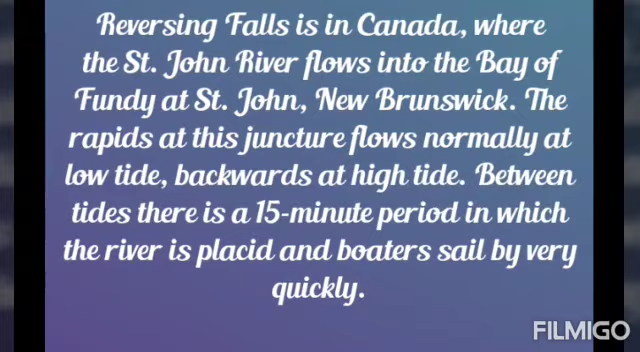 Reversing Falls is in Canada, where
the St. John River flows into the Bay of
Fundy at St. John, New Brunswick. The
rapids at this juncture flows normally at
low tide, backwards at high tide. Between
tides there is a 15-minute period in which
the river is placid and boaters sail by very
quickly.
FILMIGO